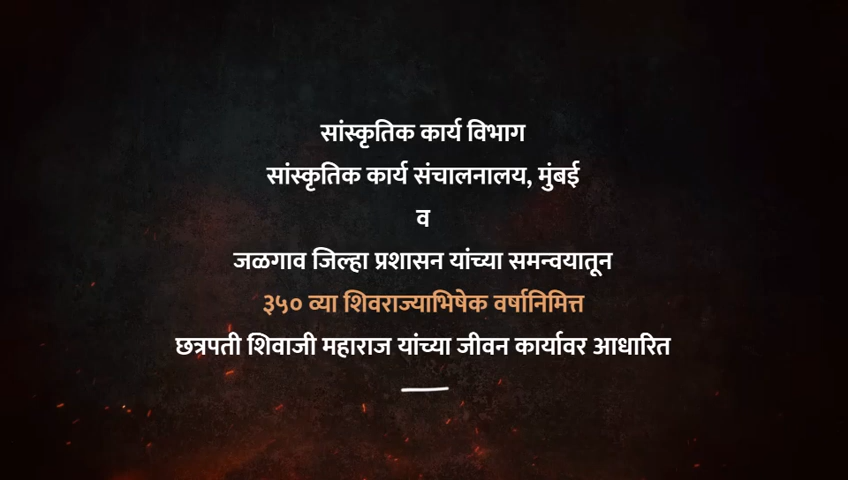 सांस्कृतिक कार्य विभाग
सांस्कृतिक कार्य संचालनालय, मुंबई
व
जळगाव जिल्हा प्रशासन यांच्या समन्वयातून
३५० व्या शिवराज्याभिषेक वर्षानिमित्त
छत्रपती शिवाजी महाराज यांच्या जीवन कार्यावर आधारित